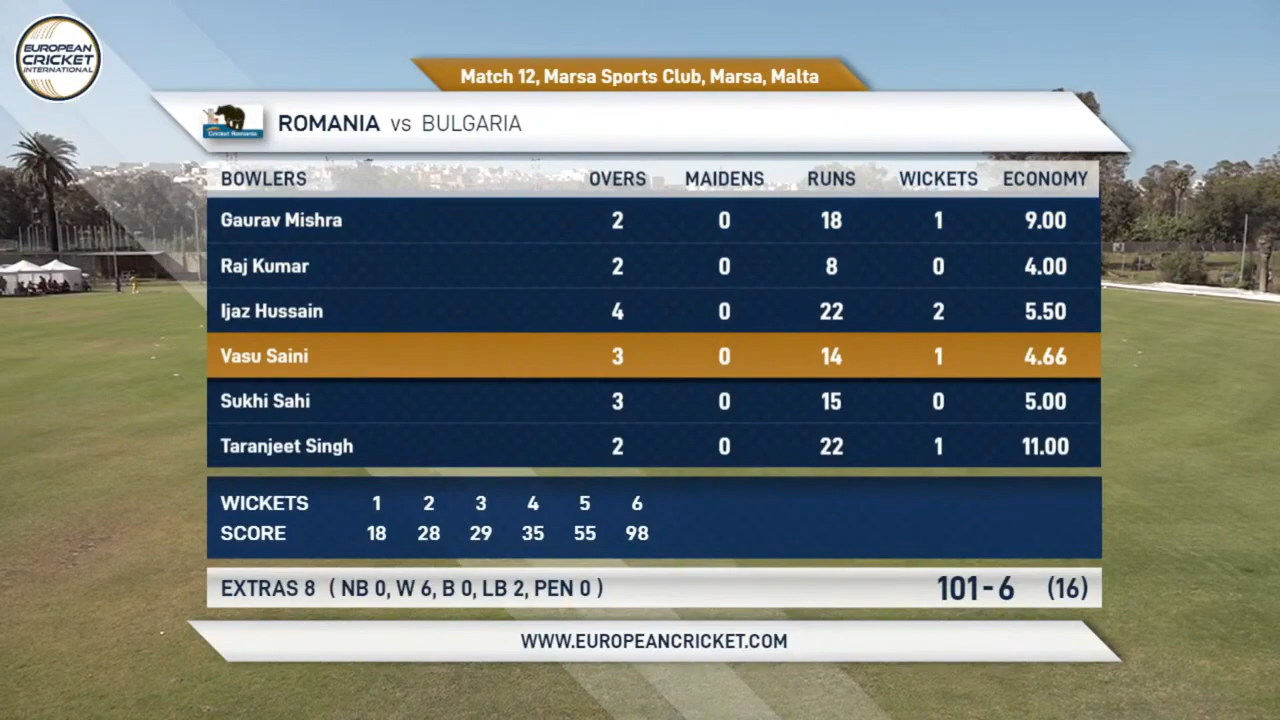 EUROPEAN
CRICKET
INTERNATIONAL
Match 12, Marsa Sports Club, Marsa, Malta
Cricket Romania
ROMANIA vs BULGARIA
BOWLERS OVERS MAIDENS RUNS WICKETS ECONOMY
Gaurav Mishra 2 0 18 1 9.00
Raj Kumar 2 0 8 0 4.00
Ijaz Hussain 4 0 22 2 5.50
Vasu Saini 3 0 14 1 4.66
Sukhi Sahi 3 0 15 0 5.00
Taranjeet Singh 2 0 22 1 11.00
WICKETS 1 2 3 4 5 6
SCORE 18 28 29 35 55 98
EXTRAS 8 ( NB 0, W 6, B 0, LB 2, PEN 0 ) 101-6 (16)
WWW.EUROPEANCRICKET.COM